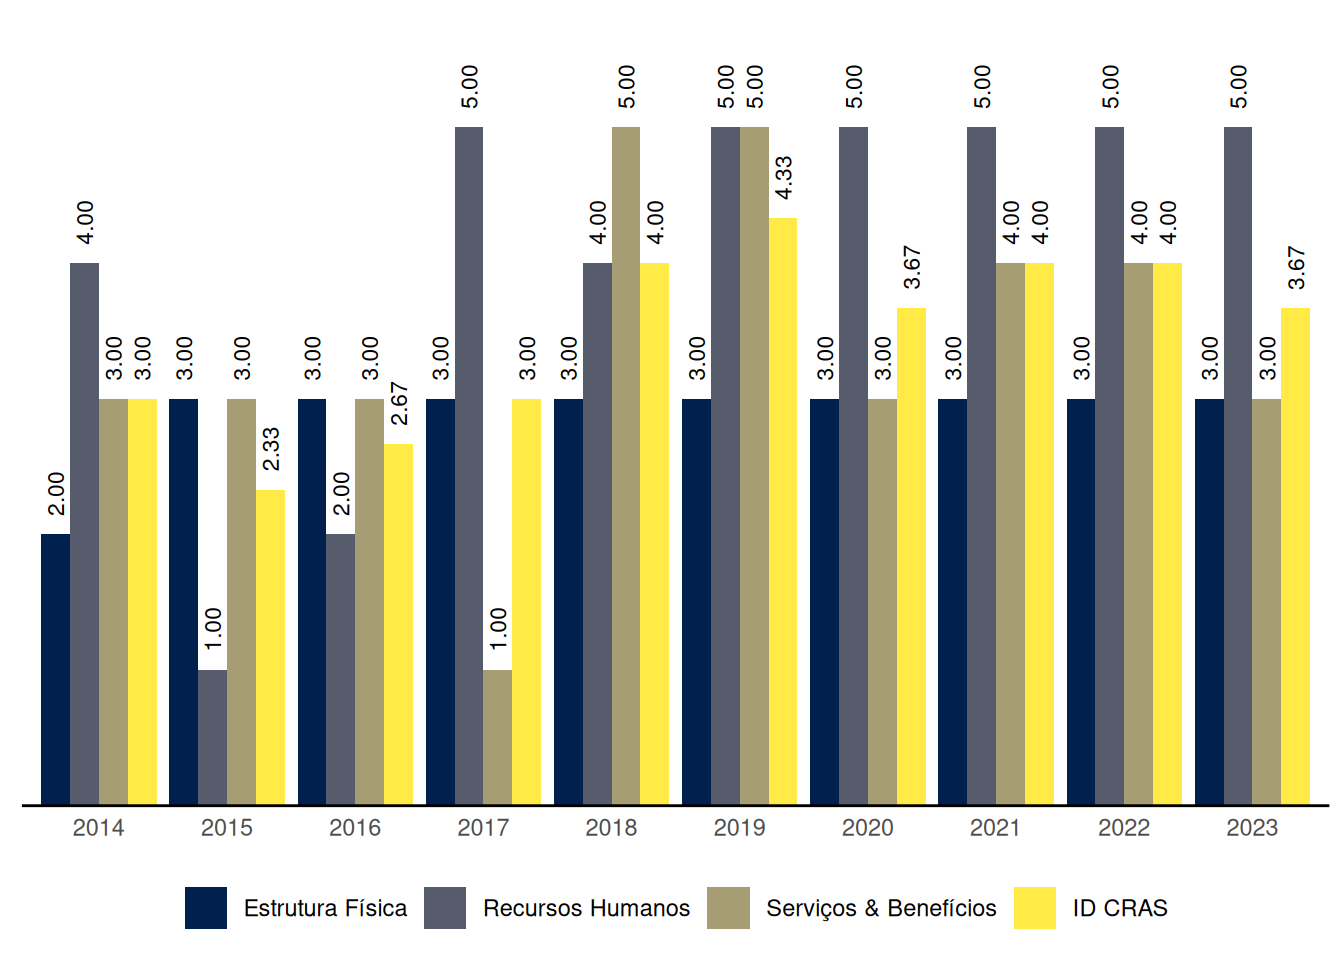 5.00 5.00 5.00 5.00 5.00 5.00 5.00 5.00
4.33
4.00 4.00 4.00 4.00 4.00 4.00 4.00
3.67 3.67
3.00 3.00 3.00 3.00 3.00 3.00 3.00 3.00 3.00 3.00 3.00 3.00 3.00 3.00 3.00 3.00
2.67
2.33
2.00 2.00
1.00 1.00
2014 2015 2016 2017 2018 2019 2020 2021 2022 2023
Estrutura Física Recursos Humanos Serviços & Benefícios ID CRAS